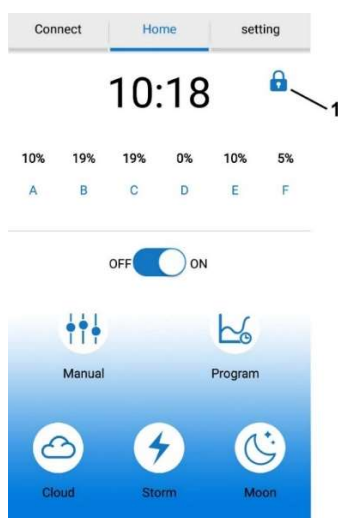 Connect Home setting
10:18
1
10% 19% 19% 0% 10% 5%
A B C D E F
OFF ON
Manual Program
Cloud Storm Moon